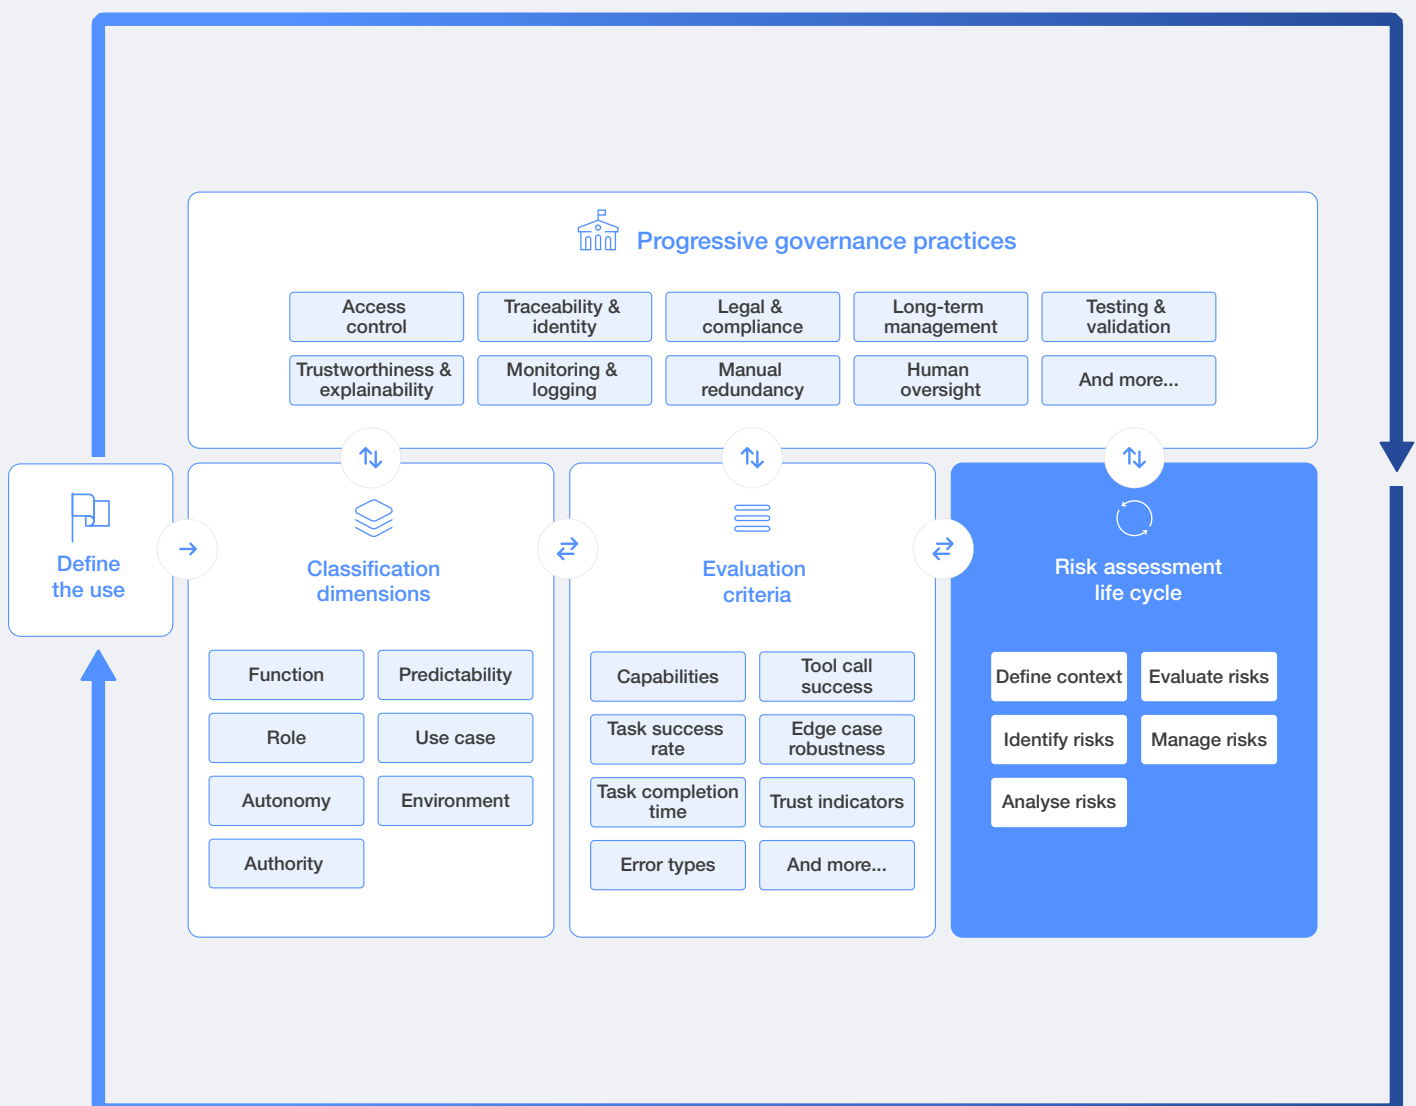 Progressive governance practices
Access
control
Traceability &
identity
Legal &
compliance
Long-term
management
Testing &
validation
Trustworthiness &
explainability
Monitoring &
logging
Manual
redundancy
Human
oversight
And more...
Define
the use
Classification
dimensions
Function
Predictability
Role
Use case
Autonomy
Environment
Authority
Evaluation
criteria
Capabilities
Tool call
success
Task success
rate
Edge case
robustness
Task completion
time
Trust indicators
Error types
And more...
Risk assessment
life cycle
Define context
Evaluate risks
Identify risks
Manage risks
Analyse risks